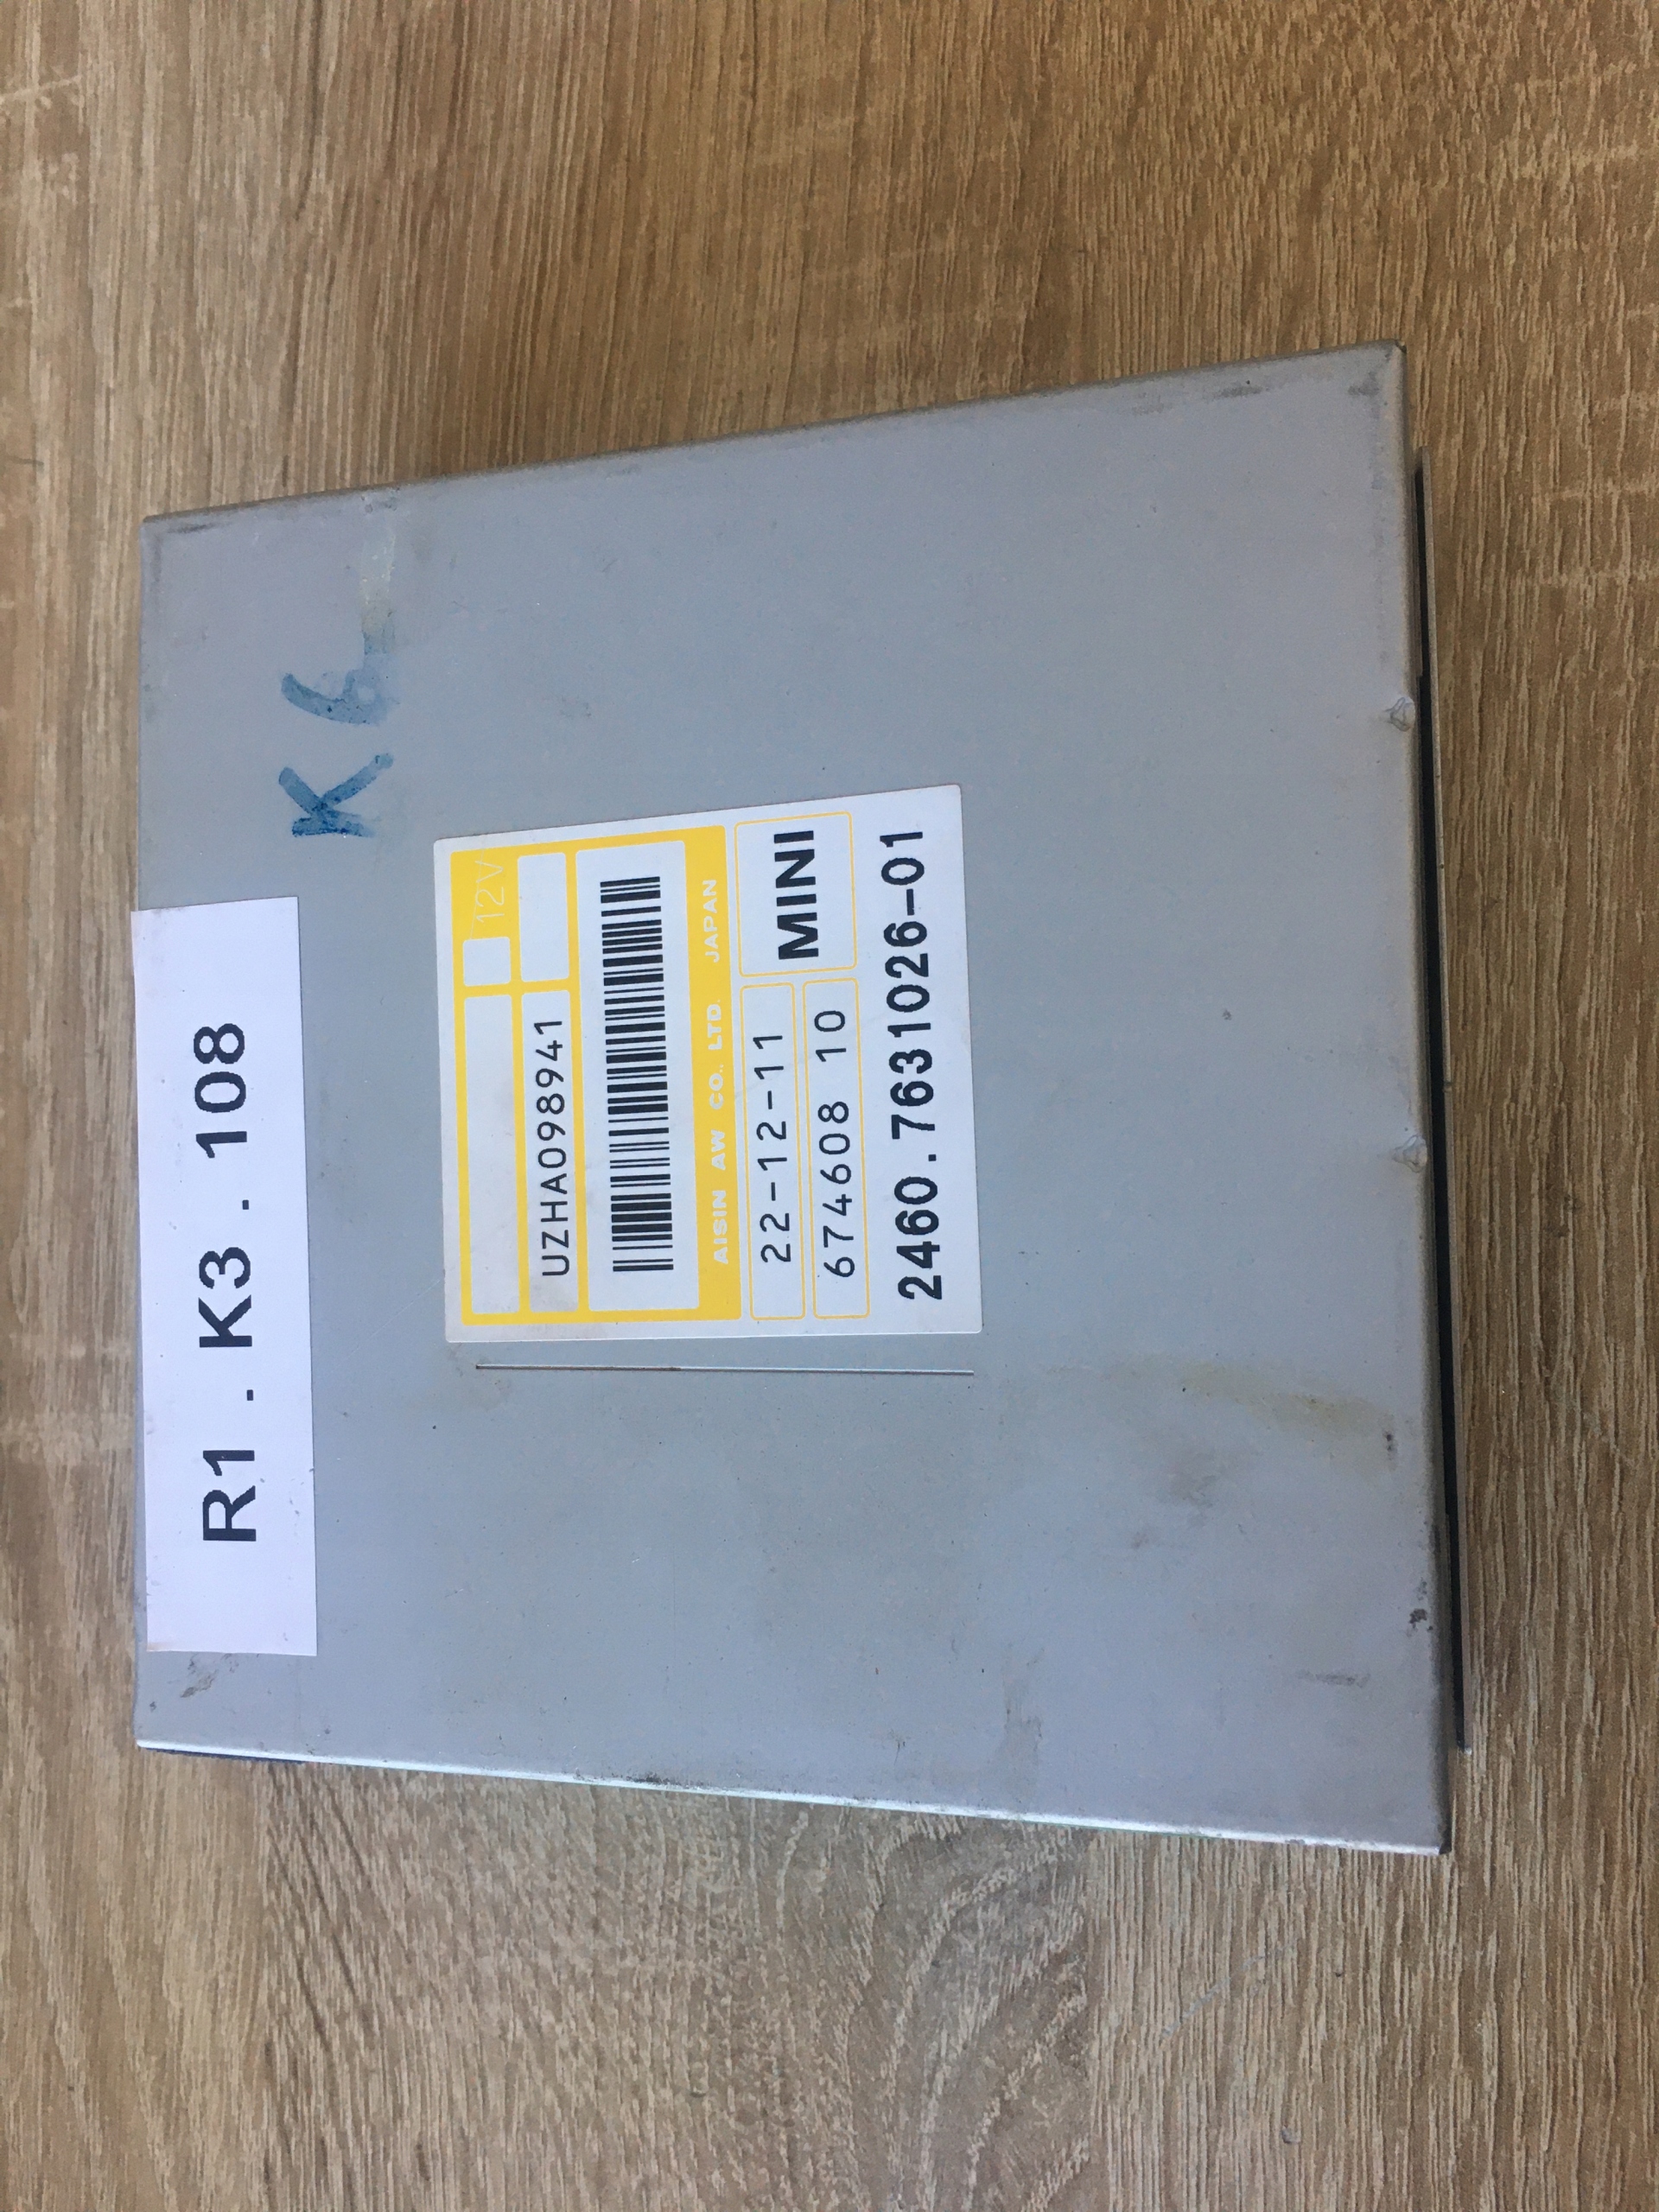 R1 . K3 . 108
K6
12V
UZHA098941
AISIN AW CO., LTD. JAPAN
22-12-11
MINI
674608 10
2460.7631026-01